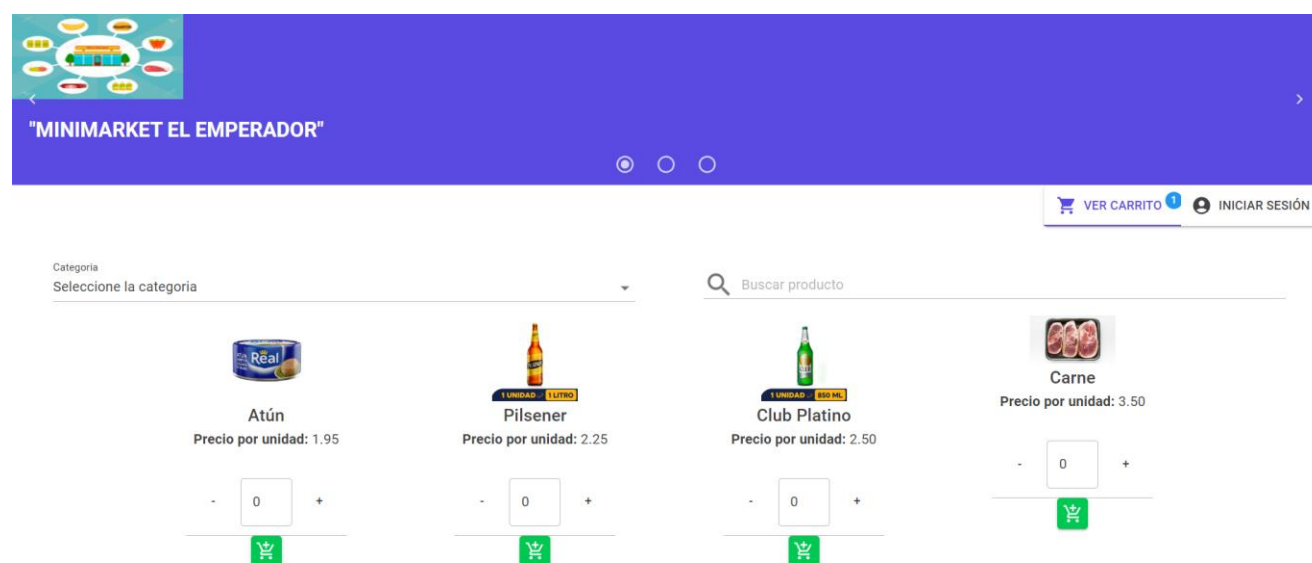 "MINIMARKET EL EMPERADOR"
VER CARRITO 1 INICIAR SESIÓN
Categoria
Seleccione la categoria
Buscar producto
Real
1 UNIDAD 1 LITRO
1 UNIDAD 850 ML
Atún
Pilsener
Club Platino
Carne
Precio por unidad: 1.95
Precio por unidad: 2.25
Precio por unidad: 2.50
Precio por unidad: 3.50
- 0 +
- 0 +
- 0 +
- 0 +